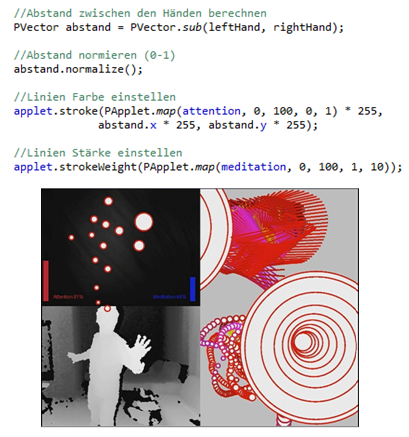 //Abstand zwischen den Händen berechnen
PVector abstand = PVector.sub(leftHand, rightHand);
//Abstand normieren (0-1)
abstand.normalize();
//Linien Farbe einstellen
applet.stroke(PApplet.map(attention, 0, 100, 0, 1) * 255,
abstand.x * 255, abstand.y * 255);
//Linien Stärke einstellen
applet.strokeWeight(PApplet.map(meditation, 0, 100, 1, 10));